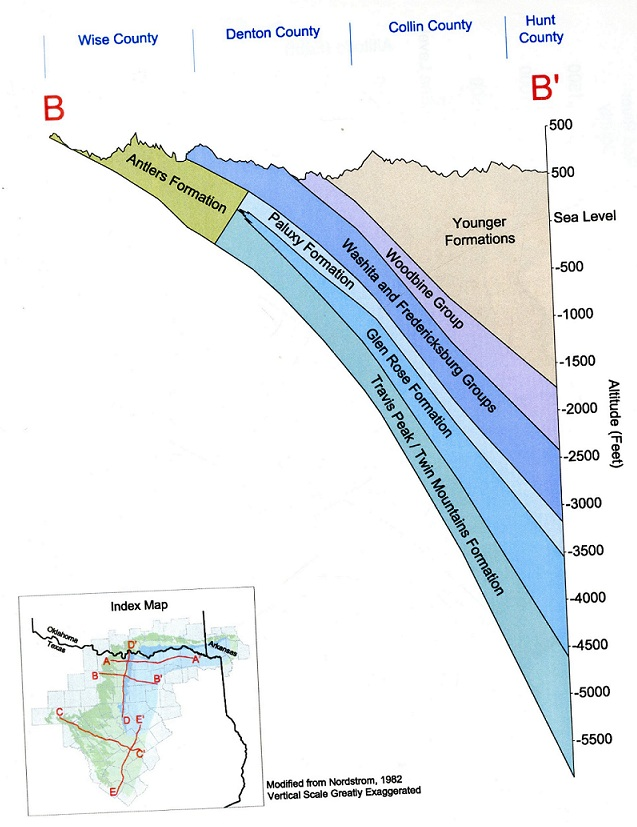 Wise County
Denton County
Collin County
Hunt
County
B
B'
500
500
Sea Level
-500
-1000
-1500
-2000
-2500
-3000
-3500
-4000
-4500
-5000
-5500
Altitude (Feet)
Antlers Formation
Paluxy Formation
Washita and Fredericksburg Groups
Woodbine Group
Younger
Formations
Glen Rose Formation
Travis Peak / Twin Mountains Formation
Index Map
Oklahoma
Texas
Arkansas
D'
A
A'
B
B'
C
D
E'
C'
E
Modified from Nordstrom, 1982
Vertical Scale Greatly Exaggerated